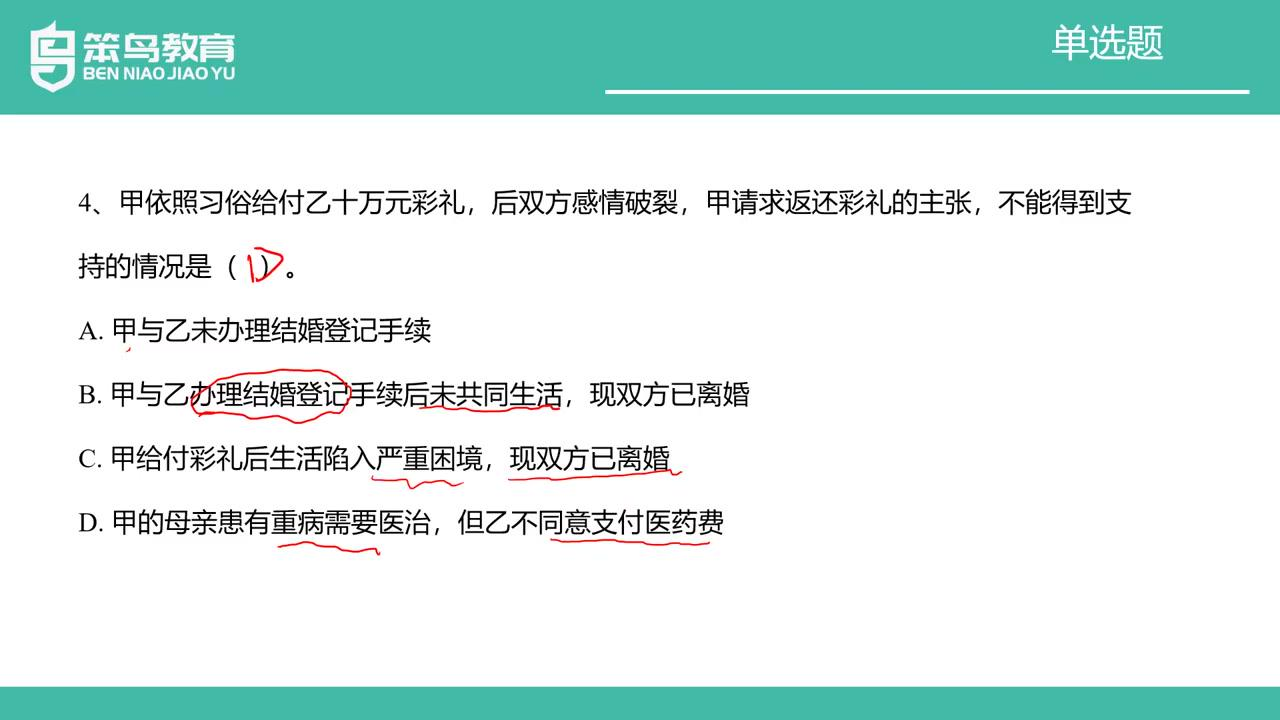 笨鸟教育
BEN NIAO JIAO YU
单选题
4、甲依照习俗给付乙十万元彩礼，后双方感情破裂，甲请求返还彩礼的主张，不能得到支
持的情况是（D）。
A. 甲与乙未办理结婚登记手续
B. 甲与乙办理结婚登记手续后未共同生活，现双方已离婚
C. 甲给付彩礼后生活陷入严重困境，现双方已离婚
D. 甲的母亲患有重病需要医治，但乙不同意支付医药费